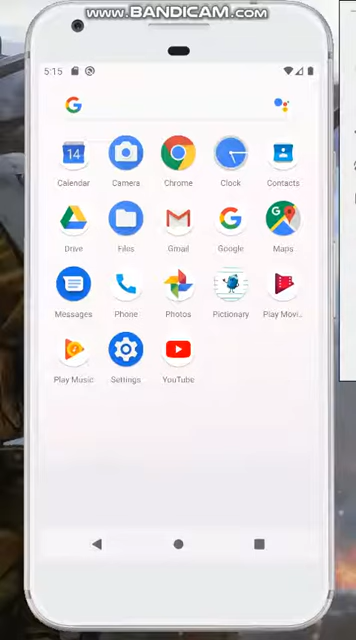 WWW.BANDICAM.COM
5:15
14
Calendar Camera Chrome Clock Contacts
Drive Files Gmail Google Maps
Messages Phone Photos Pictionary Play Movi..
Play Music Settings YouTube